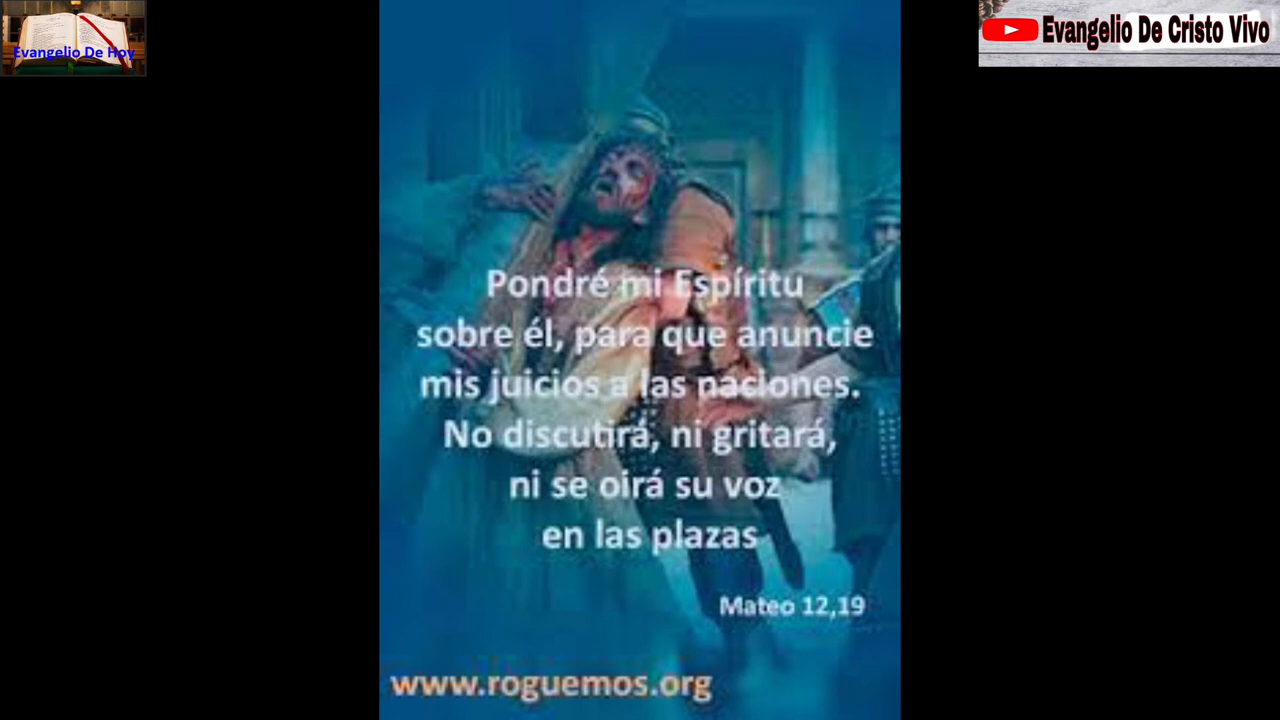 Evangelio De Hoy
Evangelio De Cristo Vivo
Pondré mi Espíritu
sobre él, para que anuncie
mis juicios a las naciones.
No discutirá, ni gritará,
ni se oirá su voz
en las plazas
Mateo 12,19
www.roguemos.org